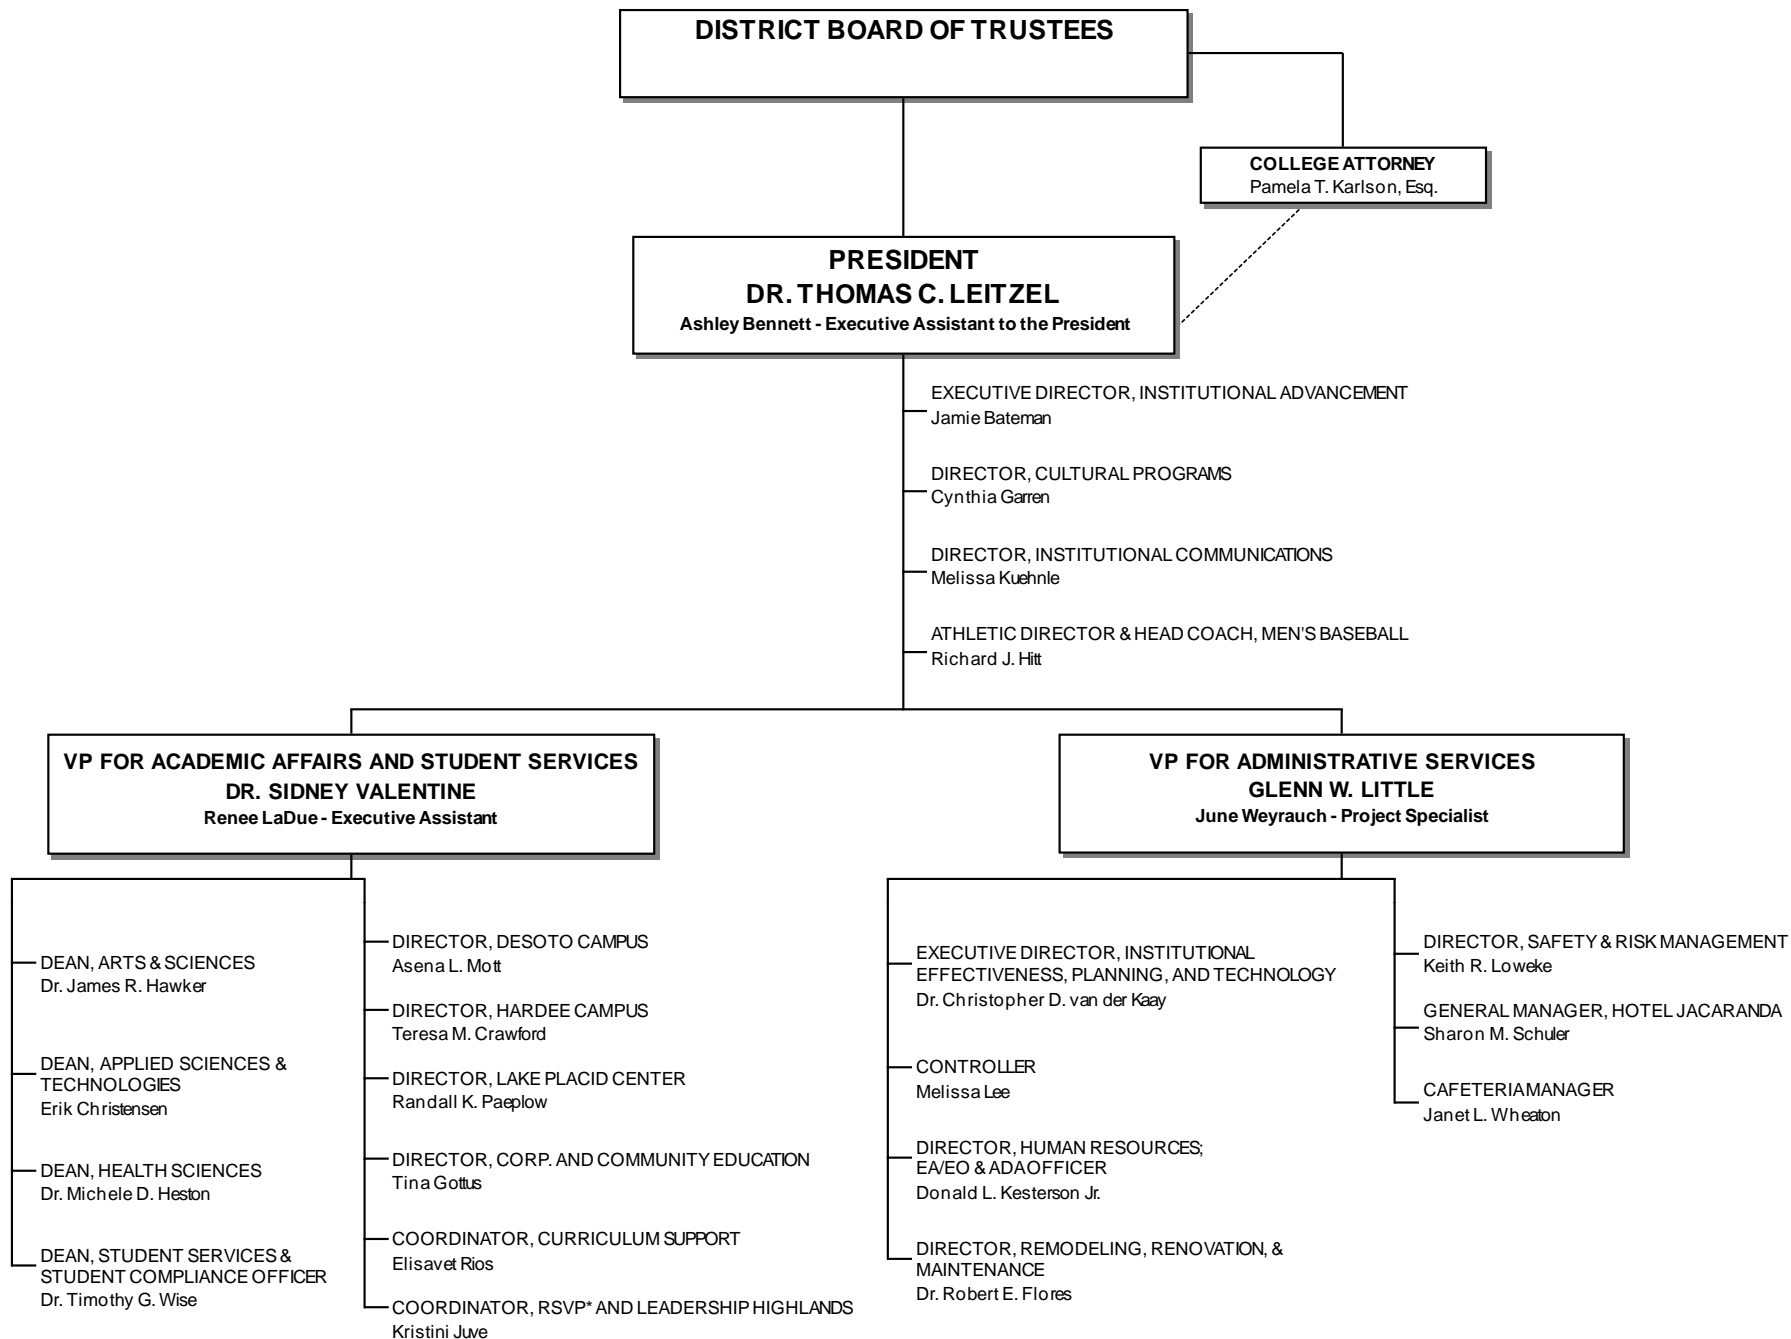 DISTRICT BOARD OF TRUSTEES
COLLEGE ATTORNEY
Pamela T. Karlson, Esq.
PRESIDENT
DR. THOMAS C. LEITZEL
Ashley Bennett - Executive Assistant to the President
EXECUTIVE DIRECTOR, INSTITUTIONAL ADVANCEMENT
Jamie Bateman
DIRECTOR, CULTURAL PROGRAMS
Cynthia Garren
DIRECTOR, INSTITUTIONAL COMMUNICATIONS
Melissa Kuehnle
ATHLETIC DIRECTOR & HEAD COACH, MEN'S BASEBALL
Richard J. Hitt
VP FOR ACADEMIC AFFAIRS AND STUDENT SERVICES
DR. SIDNEY VALENTINE
Renee LaDue - Executive Assistant
DEAN, ARTS & SCIENCES
Dr. James R. Hawker
DEAN, APPLIED SCIENCES &
TECHNOLOGIES
Erik Christensen
DEAN, HEALTH SCIENCES
Dr. Michele D. Heston
DEAN, STUDENT SERVICES &
STUDENT COMPLIANCE OFFICER
Dr. Timothy G. Wise
DIRECTOR, DESOTO CAMPUS
Asena L. Mott
DIRECTOR, HARDEE CAMPUS
Teresa M. Crawford
DIRECTOR, LAKE PLACID CENTER
Randall K. Paeplow
DIRECTOR, CORP. AND COMMUNITY EDUCATION
Tina Gottus
COORDINATOR, CURRICULUM SUPPORT
Elisavet Rios
COORDINATOR, RSVP* AND LEADERSHIP HIGHLANDS
Kristini Juve
VP FOR ADMINISTRATIVE SERVICES
GLENN W. LITTLE
June Weyrauch - Project Specialist
EXECUTIVE DIRECTOR, INSTITUTIONAL
EFFECTIVENESS, PLANNING, AND TECHNOLOGY
Dr. Christopher D. van der Kaay
CONTROLLER
Melissa Lee
DIRECTOR, HUMAN RESOURCES;
EA/EO & ADA OFFICER
Donald L. Kesterson Jr.
DIRECTOR, REMODELING, RENOVATION, &
MAINTENANCE
Dr. Robert E. Flores
DIRECTOR, SAFETY & RISK MANAGEMENT
Keith R. Loweke
GENERAL MANAGER, HOTEL JACARANDA
Sharon M. Schuler
CAFETERIA MANAGER
Janet L. Wheaton